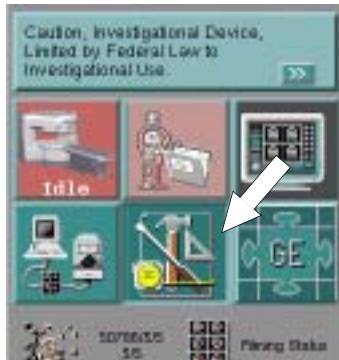 Caution, Investigational Device,
Limited by Federal Law to
Investigational Use.
>>
Idle
GE
Filming Status